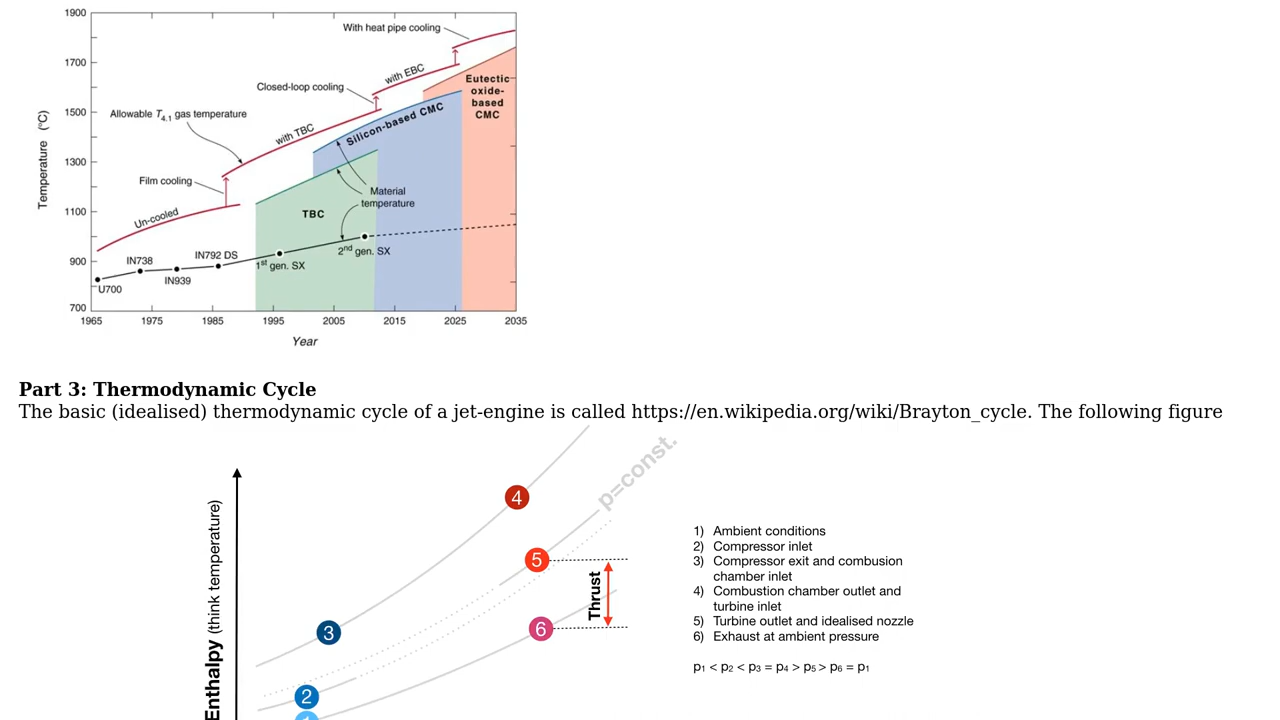 1900
With heat pipe cooling
1700
with EBC
Closed-loop cooling
Eutectic
oxide-
based
CMC
1500
Allowable T4.1 gas temperature
with TBC
Silicon-based CMC
Temperature (°C)
1300
Film cooling
Material
temperature
1100
Un-cooled
TBC
IN792 DS
2nd gen. SX
IN738
900
1st gen. SX
IN939
U700
700
1965 1975 1985 1995 2005 2015 2025 2035
Year
Part 3: Thermodynamic Cycle
The basic (idealised) thermodynamic cycle of a jet-engine is called https://en.wikipedia.org/wiki/Brayton_cycle. The following figure
p=const.
4
5
Thrust
6
3
2
1
Enthalpy (think temperature)
1) Ambient conditions
2) Compressor inlet
3) Compressor exit and combusion
chamber inlet
4) Combustion chamber outlet and
turbine inlet
5) Turbine outlet and idealised nozzle
6) Exhaust at ambient pressure
p1 < p2 < p3 = p4 > p5 > p6 = p1